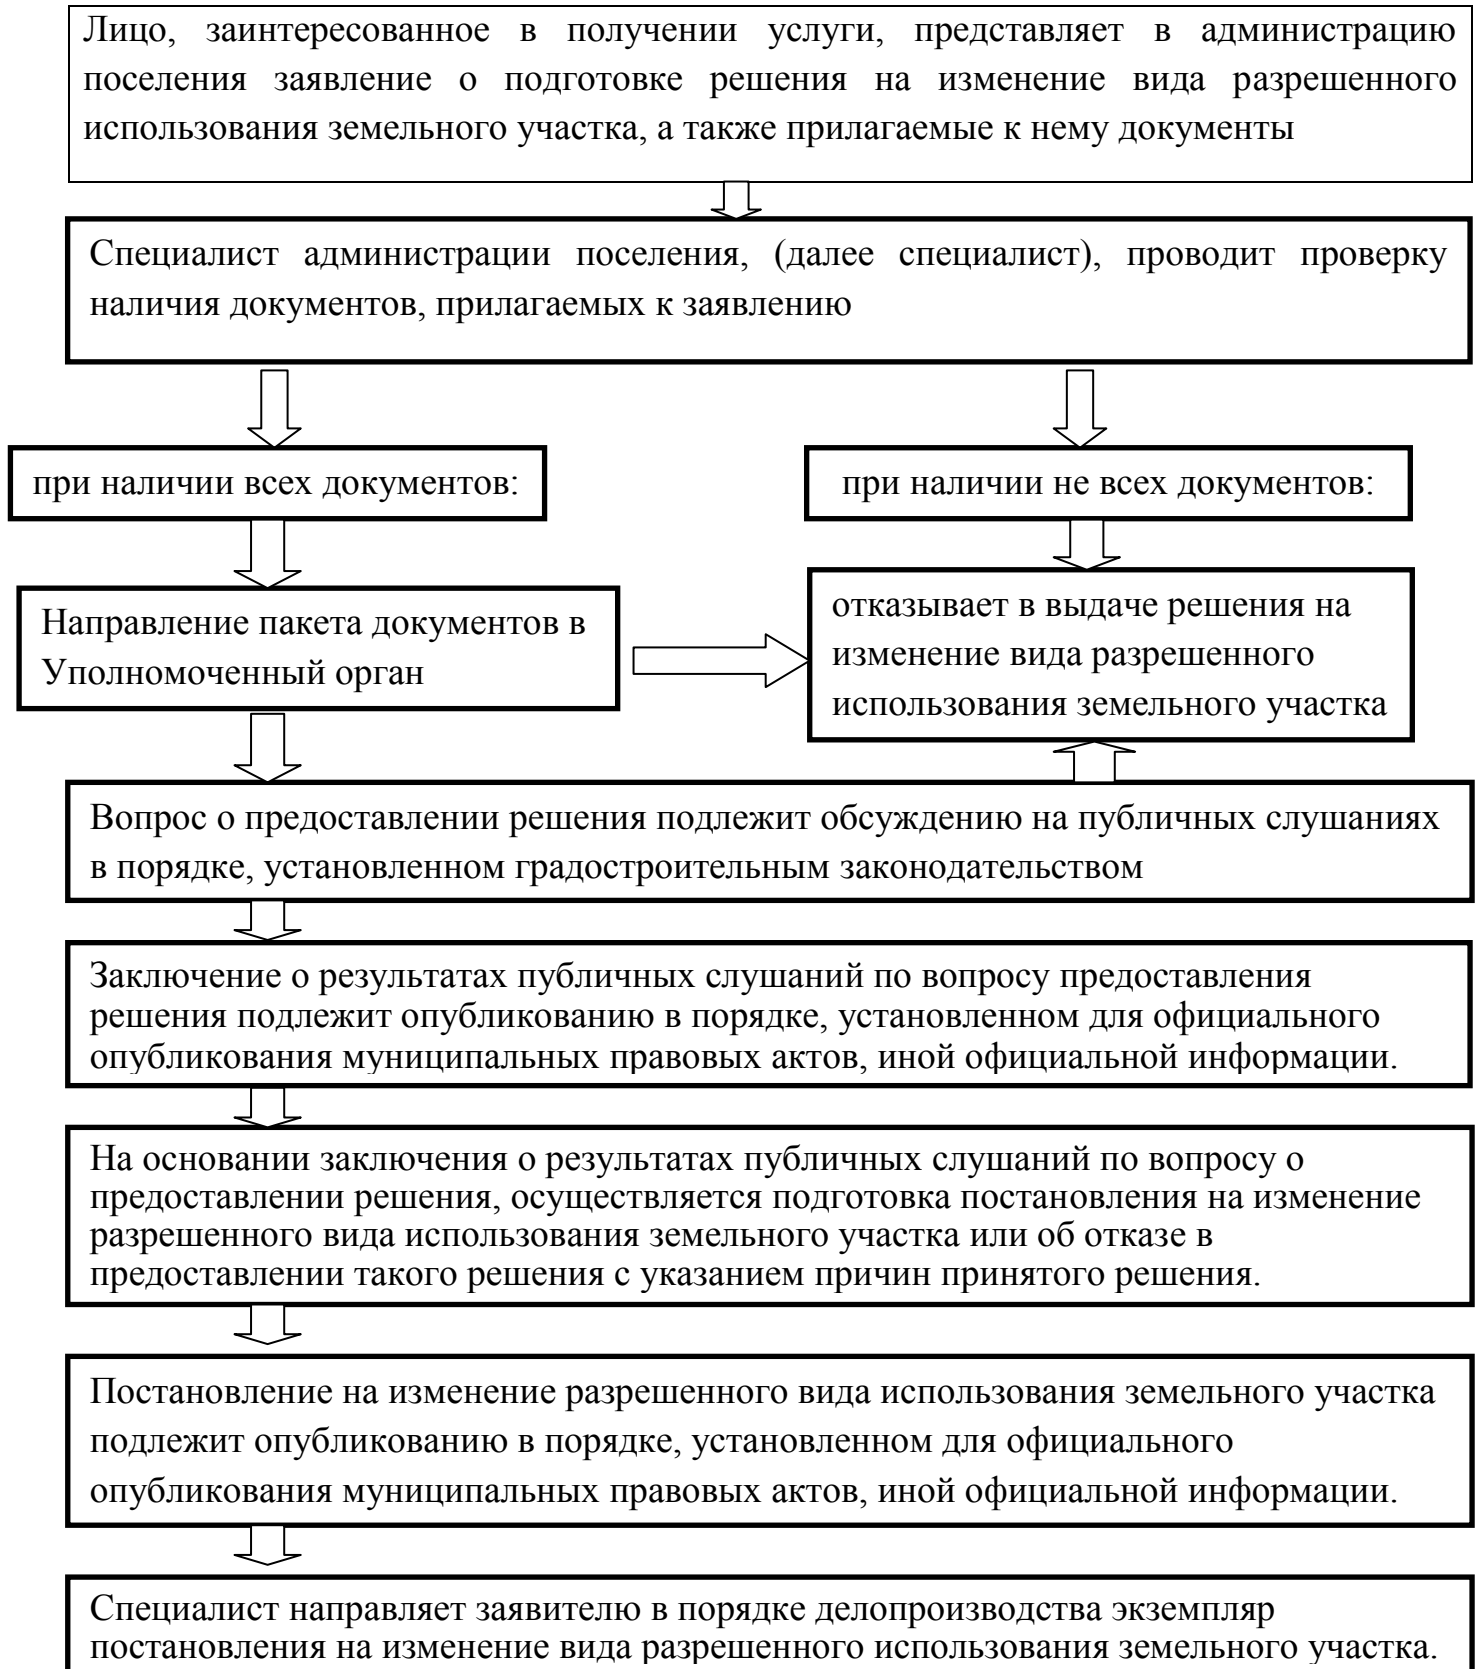 Лицо, заинтересованное в получении услуги, представляет в администрацию
поселения заявление о подготовке решения на изменение вида разрешенного
использования земельного участка, а также прилагаемые к нему документы
Специалист администрации поселения, (далее специалист), проводит проверку
наличия документов, прилагаемых к заявлению
при наличии всех документов:
при наличии не всех документов:
Направление пакета документов в
Уполномоченный орган
отказывает в выдаче решения на
изменение вида разрешенного
использования земельного участка
Вопрос о предоставлении решения подлежит обсуждению на публичных слушаниях
в порядке, установленном градостроительным законодательством
Заключение о результатах публичных слушаний по вопросу предоставления
решения подлежит опубликованию в порядке, установленном для официального
опубликования муниципальных правовых актов, иной официальной информации.
На основании заключения о результатах публичных слушаний по вопросу о
предоставлении решения, осуществляется подготовка постановления на изменение
разрешенного вида использования земельного участка или об отказе в
предоставлении такого решения с указанием причин принятого решения.
Постановление на изменение разрешенного вида использования земельного участка
подлежит опубликованию в порядке, установленном для официального
опубликования муниципальных правовых актов, иной официальной информации.
Специалист направляет заявителю в порядке делопроизводства экземпляр
постановления на изменение вида разрешенного использования земельного участка.